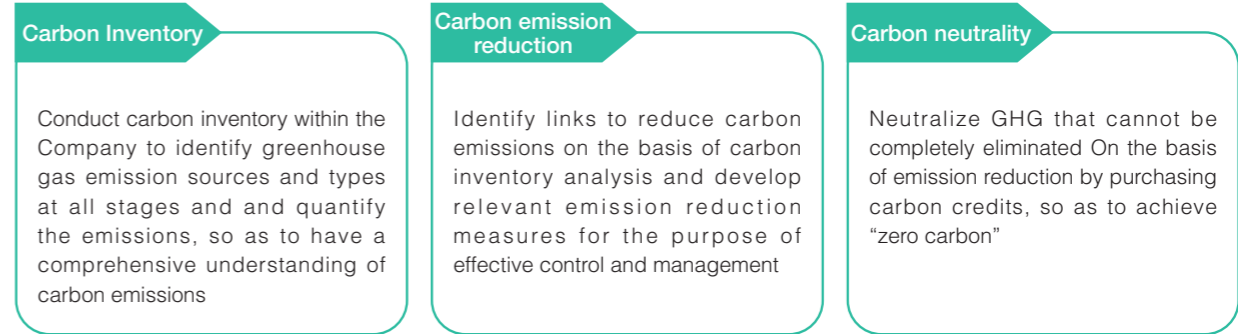 Carbon Inventory
Conduct carbon inventory within the
Company to identify greenhouse
gas emission sources and types
at all stages and and quantify
the emissions, so as to have a
comprehensive understanding of
carbon emissions
Carbon emission
reduction
Identify links to reduce carbon
emissions on the basis of carbon
inventory analysis and develop
relevant emission reduction
measures for the purpose of
effective control and management
Carbon neutrality
Neutralize GHG that cannot be
completely eliminated On the basis
of emission reduction by purchasing
carbon credits, so as to achieve
“zero carbon”